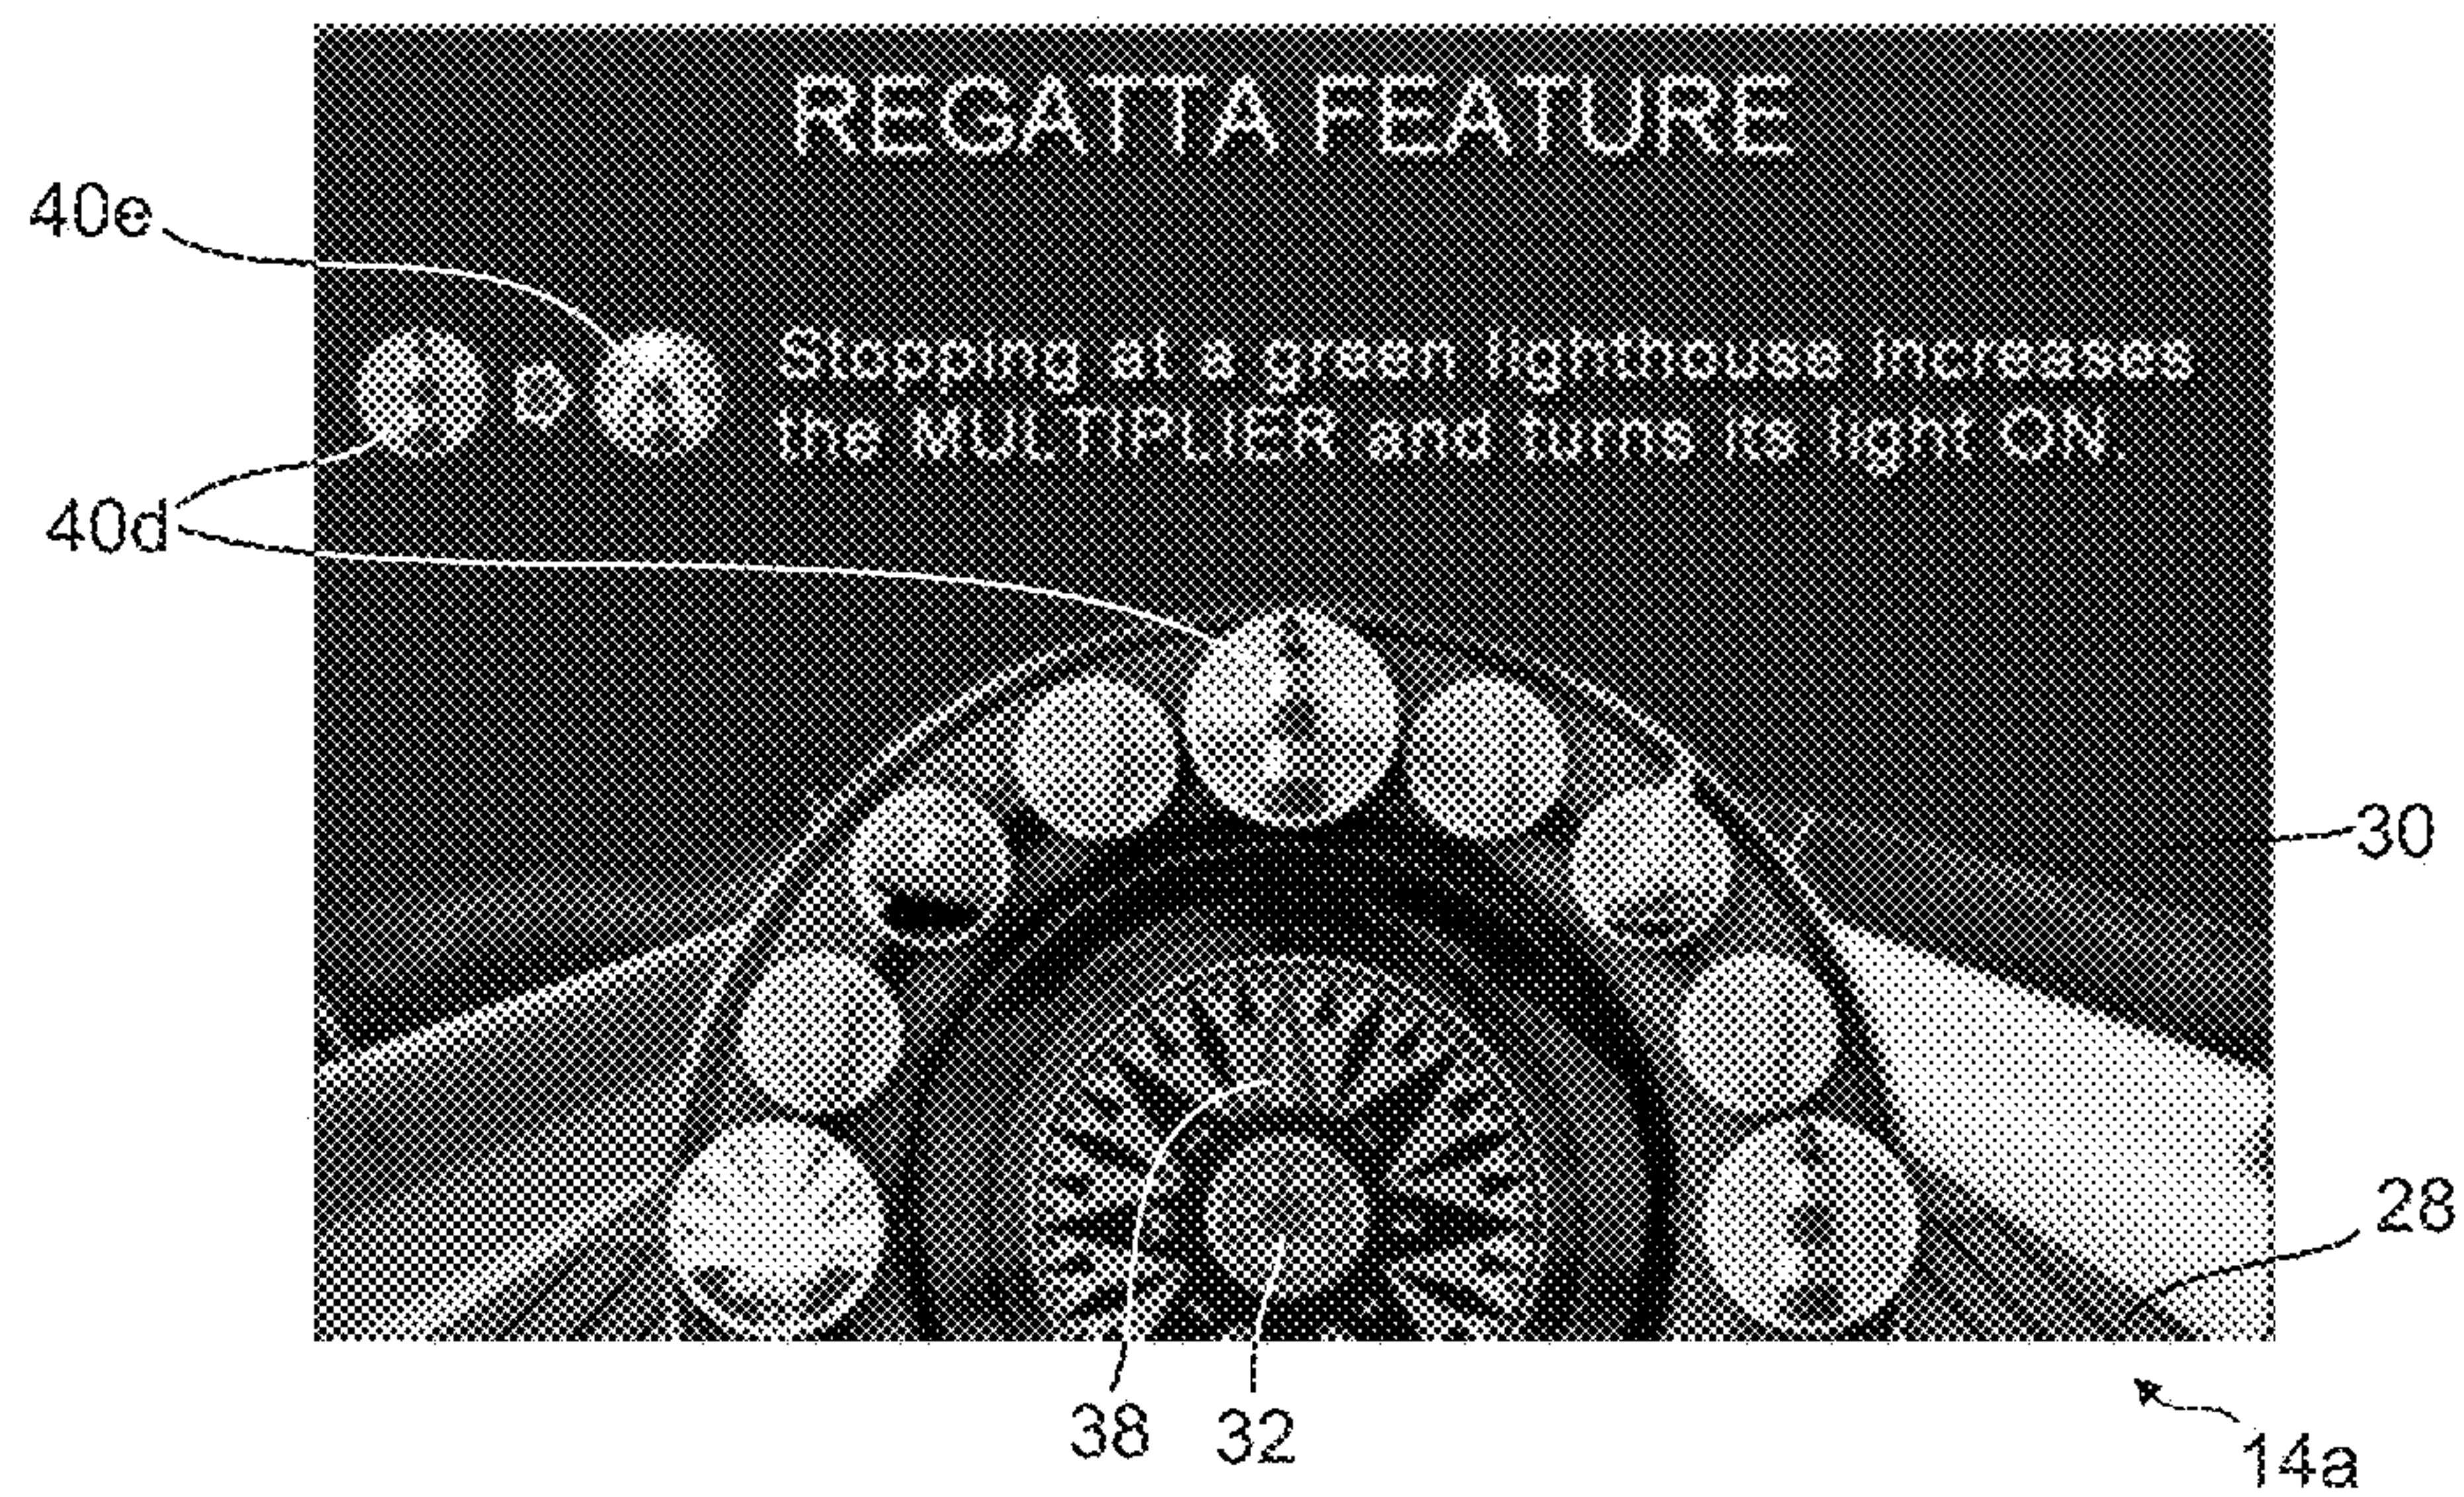 REGATTA FEATURE
40e
Stopping at a green lighthouse increases
the MULTIPLIER and turns its light ON.
40d
30
28
38
32
14a